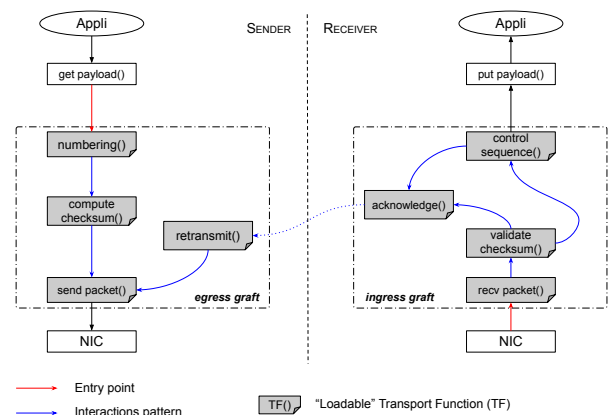 Appli
SENDER
RECEIVER
Appli
get payload()
put payload()
numbering()
control
sequence()
compute
checksum()
acknowledge()
retransmit()
validate
checksum()
send packet()
egress graft
ingress graft
recv packet()
NIC
NIC
Entry point
Interactions pattern
TF()
“Loadable” Transport Function (TF)